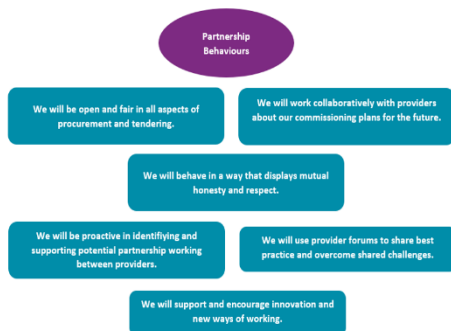 Partnership
Behaviours
We will be open and fair in all aspects of
procurement and tendering.
We will work collaboratively with providers
about our commissioning plans for the future.
We will behave in a way that displays mutual
honesty and respect.
We will be proactive in identifiying and
supporting potential partnership working
between providers.
We will use provider forums to share best
practice and overcome shared challenges.
We will support and encourage innovation and
new ways of working.